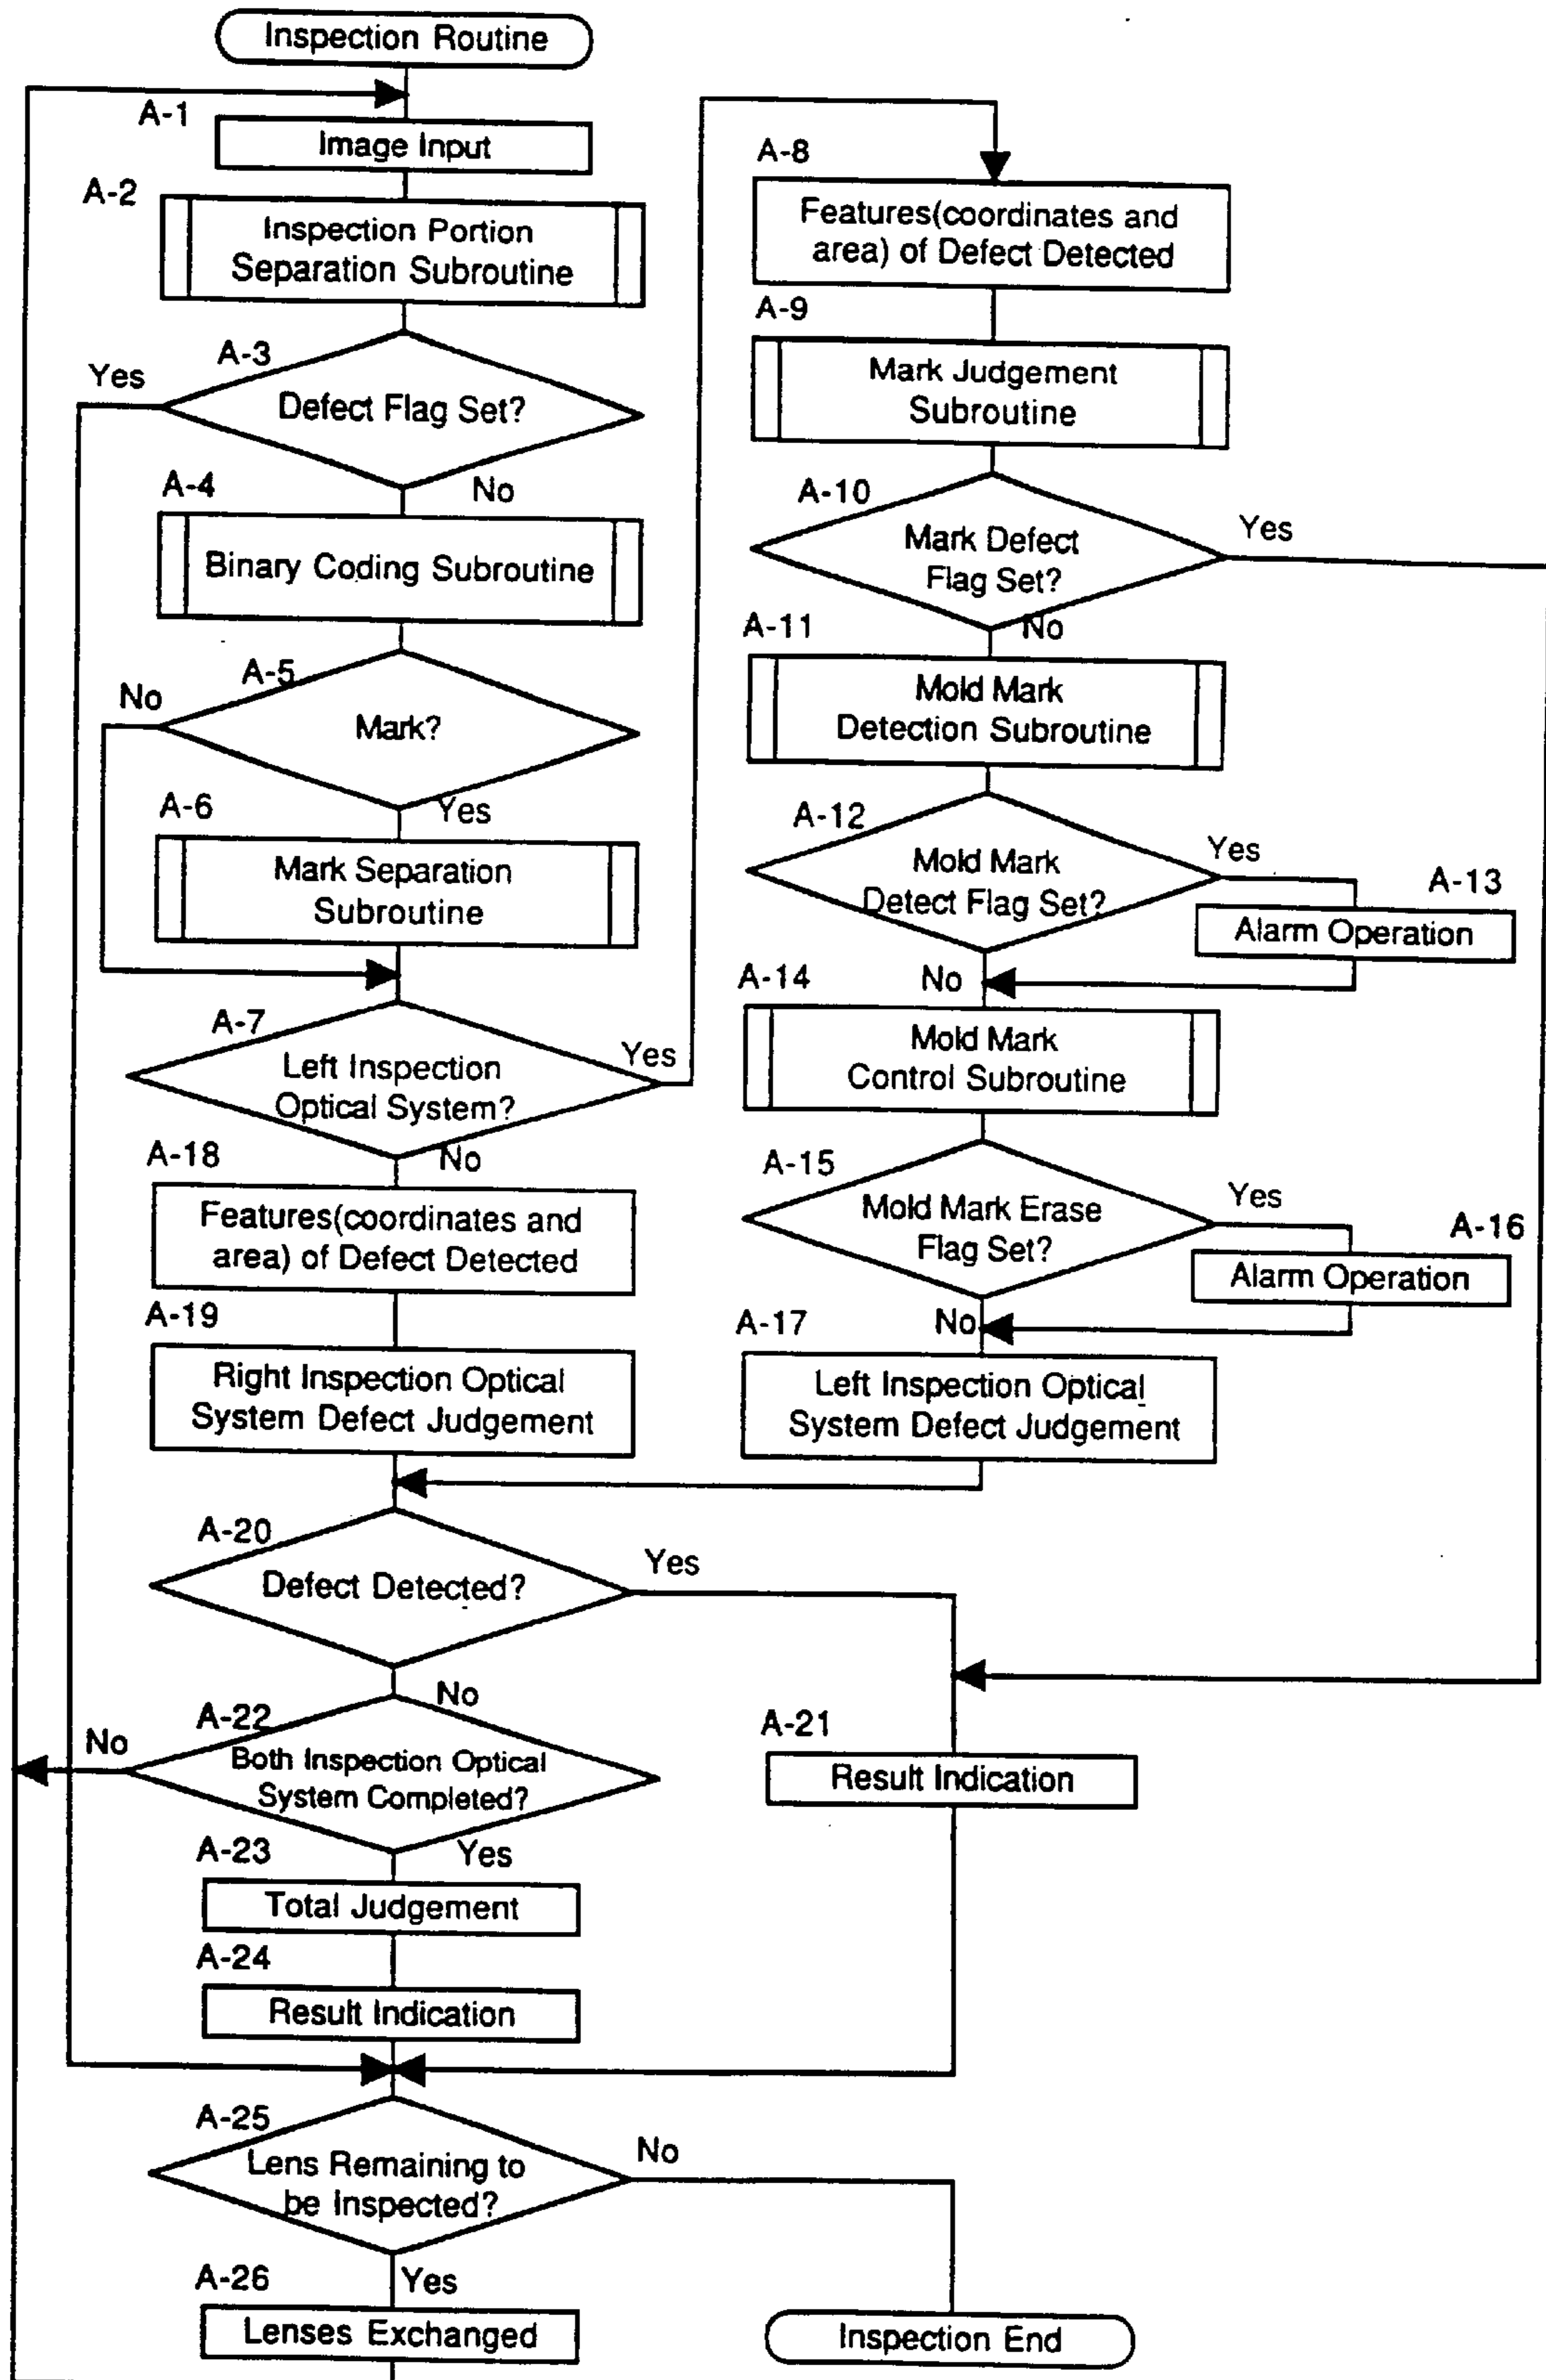 Inspection Routine
A-1
Image Input
A-2
Inspection Portion
Separation Subroutine
A-3
Yes
Defect Flag Set?
No
A-4
Binary Coding Subroutine
A-5
No
Mark?
Yes
A-6
Mark Separation
Subroutine
A-7
Left Inspection
Optical System?
Yes
No
A-8
Features(coordinates and
area) of Defect Detected
A-9
Mark Judgement
Subroutine
A-10
Mark Defect
Flag Set?
Yes
No
A-11
Mold Mark
Detection Subroutine
A-12
Mold Mark
Detect Flag Set?
Yes
A-13
Alarm Operation
No
A-14
Mold Mark
Control Subroutine
A-15
Mold Mark Erase
Flag Set?
Yes
A-16
Alarm Operation
No
A-17
Left Inspection Optical
System Defect Judgement
A-18
Features(coordinates and
area) of Defect Detected
A-19
Right Inspection Optical
System Defect Judgement
A-20
Defect Detected?
Yes
No
A-21
Result Indication
A-22
No
Both Inspection Optical
System Completed?
Yes
A-23
Total Judgement
A-24
Result Indication
A-25
Lens Remaining to
be Inspected?
No
Yes
A-26
Lenses Exchanged
Inspection End